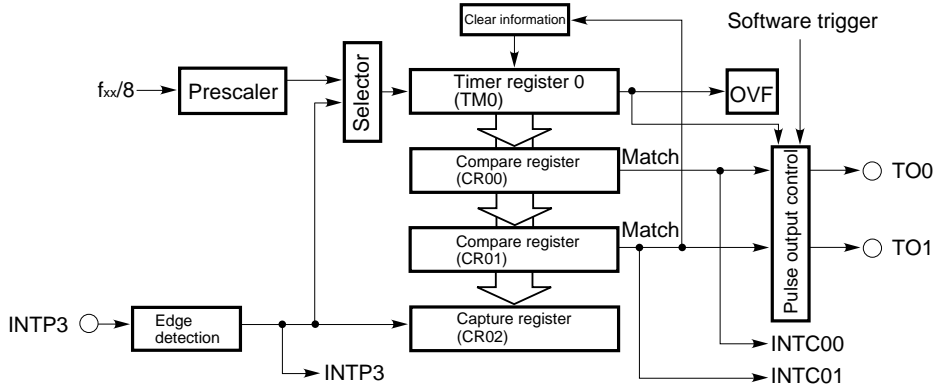 Clear information
Software trigger
fxx/8
Prescaler
Selector
Timer register 0
(TM0)
OVF
Compare register
(CR00)
Match
Pulse output control
TO0
Compare register
(CR01)
Match
TO1
INTP3
Edge
detection
Capture register
(CR02)
INTP3
INTC00
INTC01